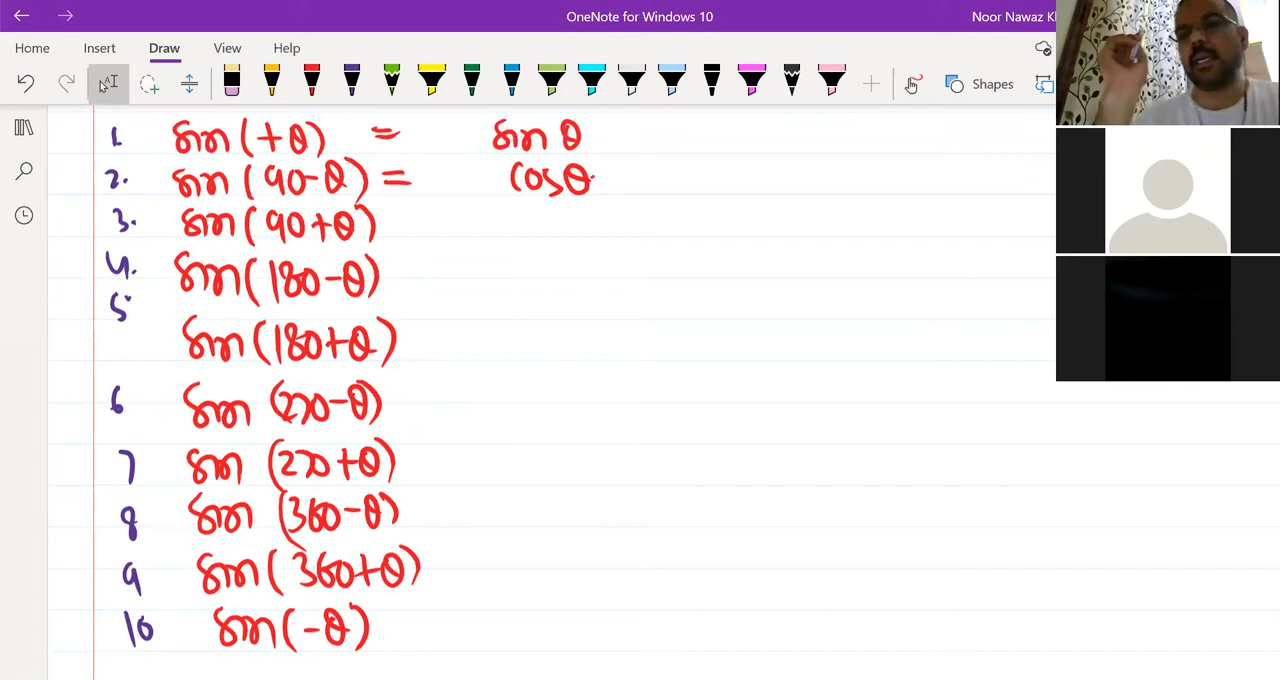 OneNote for Windows 10
Noor Nawaz Kh
Home Insert Draw View Help
Shapes
1. sin(+θ) = sin θ
2. sin(90-θ) = cosθ
3. sin(90+θ)
4. sin(180-θ)
5. sin(180+θ)
6 sin(270-θ)
7 sin(270+θ)
8 sin(360-θ)
9 sin(360+θ)
10 sin(-θ)